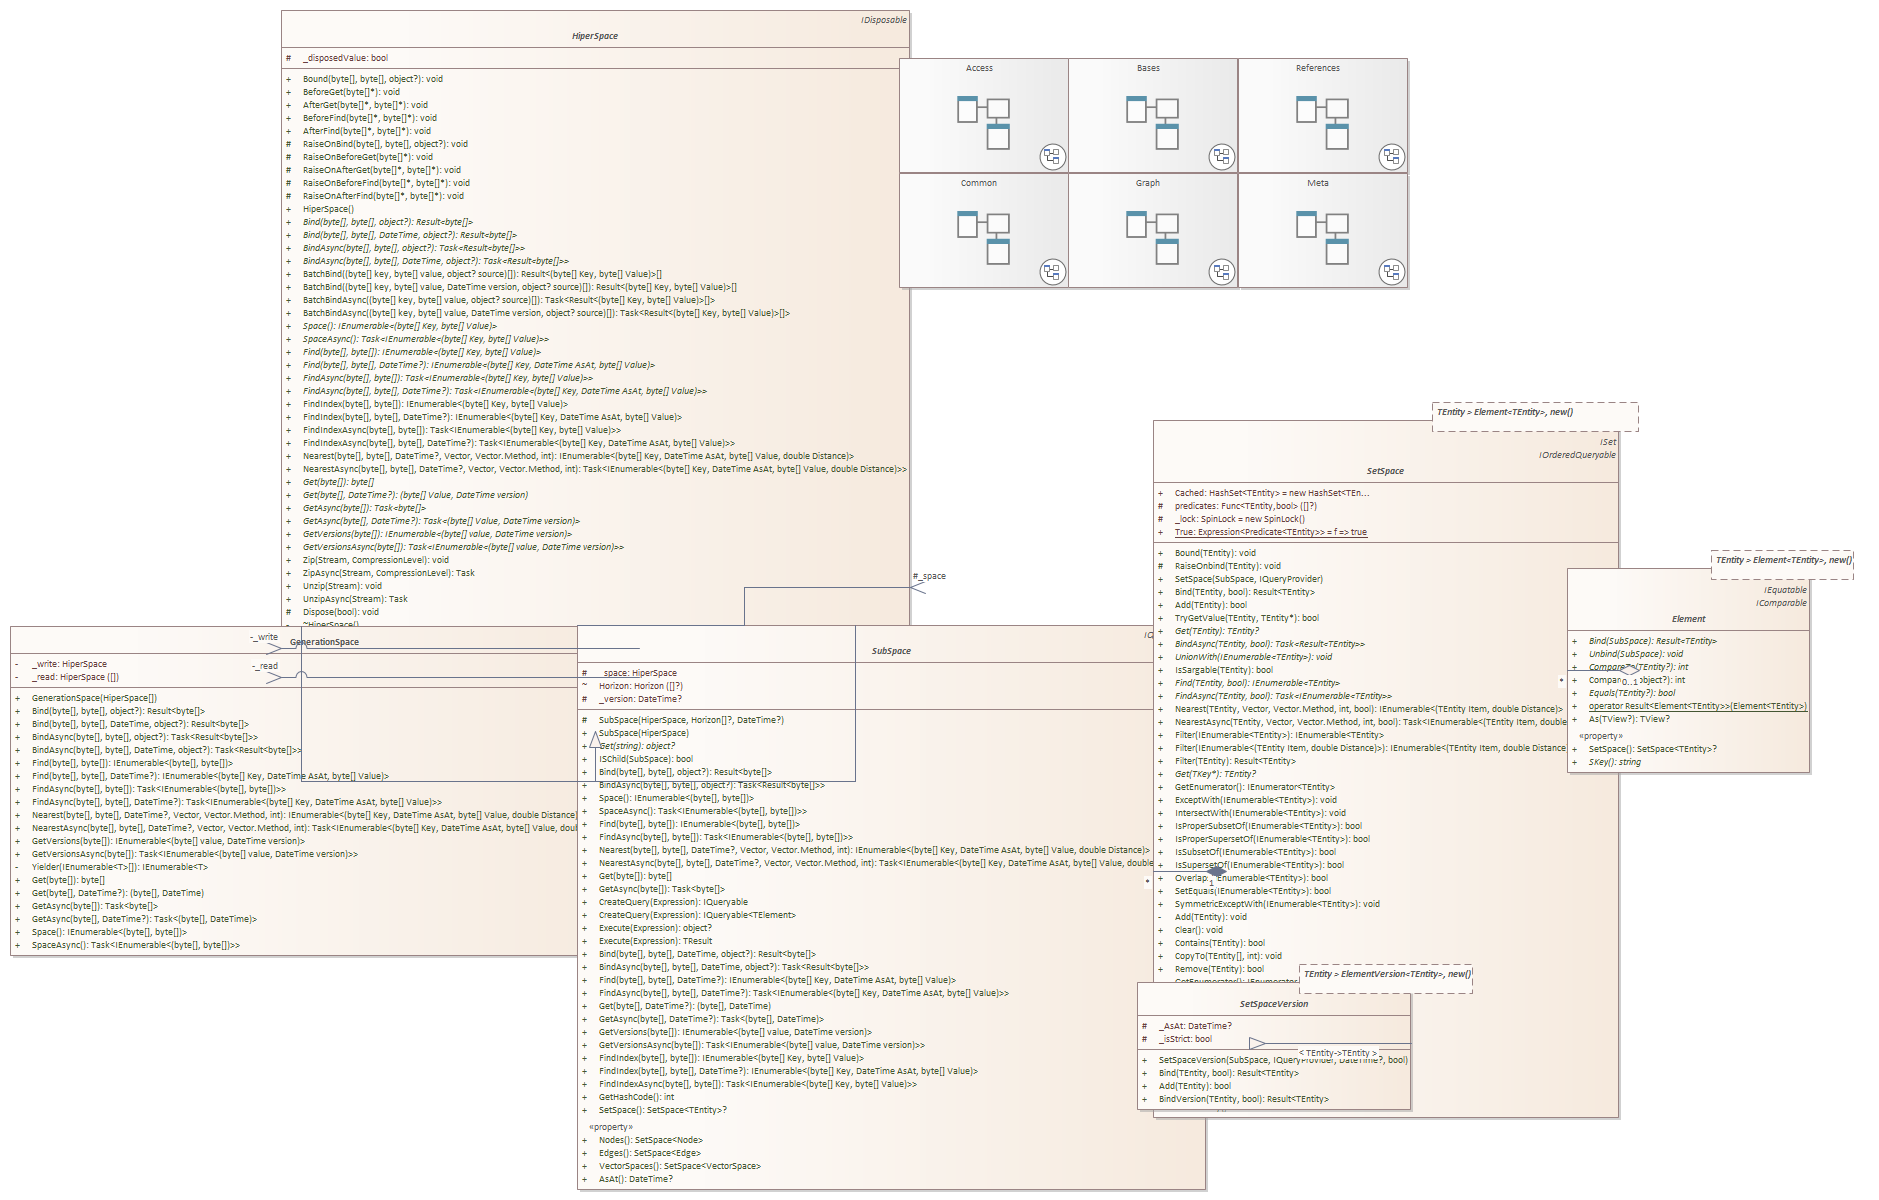 IDisposable
HiperSpace
# _disposedValue: bool
+ Bound(byte[], byte[], object?): void
+ BeforeGet(byte[]*): void
+ AfterGet(byte[]*, byte[]*): void
+ BeforeFind(byte[]*, byte[]*): void
+ AfterFind(byte[]*, byte[]*): void
# RaiseOnBind(byte[], byte[], object?): void
# RaiseOnBeforeGet(byte[]*): void
# RaiseOnAfterGet(byte[]*, byte[]*): void
# RaiseOnBeforeFind(byte[]*, byte[]*): void
# RaiseOnAfterFind(byte[]*, byte[]*): void
+ HiperSpace()
+ Bind(byte[], byte[], object?): Result<byte[]>
+ Bind(byte[], byte[], DateTime, object?): Result<byte[]>
+ BindAsync(byte[], byte[], object?): Task<Result<byte[]>>
+ BindAsync(byte[], byte[], DateTime, object?): Task<Result<byte[]>
+ BatchBind((byte[] key, byte[] value, object? source)[]): Result<(byte[] Key, byte[] Value)>[]
+ BatchBind((byte[] key, byte[] value, DateTime version, object? source)[]): Result<(byte[] Key, byte[] Value)>[]
+ BatchBindAsync((byte[] key, byte[] value, object? source)[]): Task<Result<(byte[] Key, byte[] Value)>[]>
+ BatchBindAsync((byte[] key, byte[] value, DateTime version, object? source)[]): Task<Result<(byte[] Key, byte[] Value)>[]>
+ Space(): IEnumerable<(byte[] Key, byte[] Value)>
+ SpaceAsync(): Task<IEnumerable<(byte[] Key, byte[] Value)>>
+ Find(byte[], byte[]): IEnumerable<(byte[] Key, byte[] Value)>
+ Find(byte[], byte[], DateTime?): IEnumerable<(byte[] Key, DateTime AsAt, byte[] Value)>
+ FindAsync(byte[], byte[]): Task<IEnumerable<(byte[] Key, byte[] Value)>>
+ FindAsync(byte[], byte[], DateTime?): Task<IEnumerable<(byte[] Key, DateTime AsAt, byte[] Value)>>
+ FindIndex(byte[], byte[]): IEnumerable<(byte[] Key, byte[] Value)>
+ FindIndex(byte[], byte[], DateTime?): IEnumerable<(byte[] Key, DateTime AsAt, byte[] Value)>
+ FindIndexAsync(byte[], byte[]): Task<IEnumerable<(byte[] Key, byte[] Value)>>
+ FindIndexAsync(byte[], byte[], DateTime?): Task<IEnumerable<(byte[] Key, DateTime AsAt, byte[] Value)>>
+ Nearest(byte[], byte[], DateTime?, Vector, Vector.Method, int): IEnumerable<(byte[] Key, DateTime AsAt, byte[] Value, double Distance)>
+ NearestAsync(byte[], byte[], DateTime?, Vector, Vector.Method, int): Task<IEnumerable<(byte[] Key, DateTime AsAt, byte[] Value, double Distance)>>
+ Get(byte[]): byte[]
+ Get(byte[], DateTime?): (byte[] Value, DateTime version)
+ GetAsync(byte[]): Task<byte[]>
+ GetAsync(byte[], DateTime?): Task<(byte[] Value, DateTime version)>
+ GetVersions(byte[]): IEnumerable<(byte[] value, DateTime version)>
+ GetVersionsAsync(byte[]): Task<IEnumerable<(byte[] value, DateTime version)>>
+ Zip(Stream, CompressionLevel): void
+ ZipAsync(Stream, CompressionLevel): Task
+ Unzip(Stream): void
+ UnzipAsync(Stream): Task
# Dispose(bool): void
- ~HiperSpace()
Access
Bases
References
Common
Graph
Meta
#_space
-_write
-_read
GenerationSpace
- _write: HiperSpace
- _read: HiperSpace ([])
+ GenerationSpace(HiperSpace[])
+ Bind(byte[], byte[], object?): Result<byte[]>
+ Bind(byte[], byte[], DateTime, object?): Result<byte[]>
+ BindAsync(byte[], byte[], object?): Task<Result<byte[]>>
+ BindAsync(byte[], byte[], DateTime, object?): Task<Result<byte[]>>
+ Find(byte[], byte[]): IEnumerable<(byte[], byte[])>
+ Find(byte[], byte[], DateTime?): IEnumerable<(byte[] Key, DateTime AsAt, byte[] Value)>
+ FindAsync(byte[], byte[]): Task<IEnumerable<(byte[], byte[])>>
+ FindAsync(byte[], byte[], DateTime?): Task<IEnumerable<(byte[] Key, DateTime AsAt, byte[] Value)>>
+ Nearest(byte[], byte[], DateTime?, Vector, Vector.Method, int): IEnumerable<(byte[] Key, DateTime AsAt, byte[] Value, double Distance)
+ NearestAsync(byte[], byte[], DateTime?, Vector, Vector.Method, int): Task<IEnumerable<(byte[] Key, DateTime AsAt, byte[] Value, doul
+ GetVersions(byte[]): IEnumerable<(byte[] value, DateTime version)>
+ GetVersionsAsync(byte[]): Task<IEnumerable<(byte[] value, DateTime version)>>
- Yielder(IEnumerable<T>[]): IEnumerable<T>
+ Get(byte[]): byte[]
+ Get(byte[], DateTime?): (byte[], DateTime)
+ GetAsync(byte[]): Task<byte[]>
+ GetAsync(byte[], DateTime?): Task<(byte[], DateTime)>
+ Space(): IEnumerable<(byte[], byte[])>
+ SpaceAsync(): Task<IEnumerable<(byte[], byte[])>>
SubSpace
# _space: HiperSpace
~ Horizon: Horizon ([]?)
# _version: DateTime?
# SubSpace(HiperSpace, Horizon[]?, DateTime?)
+ SubSpace(HiperSpace)
+ Get(string): object?
+ ISChild(SubSpace): bool
+ Bind(byte[], byte[], object?): Result<byte[]>
+ BindAsync(byte[], byte[], object?): Task<Result<byte[]>>
+ Space(): IEnumerable<(byte[], byte[])>
+ SpaceAsync(): Task<IEnumerable<(byte[], byte[])>>
+ Find(byte[], byte[]): IEnumerable<(byte[], byte[])>
+ FindAsync(byte[], byte[]): Task<IEnumerable<(byte[], byte[])>>
+ Nearest(byte[], byte[], DateTime?, Vector, Vector.Method, int): IEnumerable<(byte[] Key, DateTime AsAt, byte[] Value, double Distance)>
+ NearestAsync(byte[], byte[], DateTime?, Vector, Vector.Method, int): Task<IEnumerable<(byte[] Key, DateTime AsAt, byte[] Value, double
+ Get(byte[]): byte[]
+ GetAsync(byte[]): Task<byte[]>
+ CreateQuery(Expression): IQueryable
+ CreateQuery(Expression): IQueryable<TElement>
+ Execute(Expression): object?
+ Execute(Expression): TResult
+ Bind(byte[], byte[], DateTime, object?): Result<byte[]>
+ BindAsync(byte[], byte[], DateTime, object?): Task<Result<byte[]>>
+ Find(byte[], byte[], DateTime?): IEnumerable<(byte[] Key, DateTime AsAt, byte[] Value)>
+ FindAsync(byte[], byte[], DateTime?): Task<IEnumerable<(byte[] Key, DateTime AsAt, byte[] Value)>>
+ Get(byte[], DateTime?): (byte[], DateTime)
+ GetAsync(byte[], DateTime?): Task<(byte[], DateTime)>
+ GetVersions(byte[]): IEnumerable<(byte[] value, DateTime version)>
+ GetVersionsAsync(byte[]): Task<IEnumerable<(byte[] value, DateTime version)>>
+ FindIndex(byte[], byte[]): IEnumerable<(byte[] Key, byte[] Value)>
+ FindIndex(byte[], byte[], DateTime?): IEnumerable<(byte[] Key, DateTime AsAt, byte[] Value)>
+ FindIndexAsync(byte[], byte[]): Task<IEnumerable<(byte[] Key, byte[] Value)>>
+ GetHashCode(): int
+ SetSpace(): SetSpace<TEntity>?
«property»
+ Nodes(): SetSpace<Node>
+ Edges(): SetSpace<Edge>
+ VectorSpaces(): SetSpace<VectorSpace>
+ AsAt(): DateTime?
TEntity > Element<TEntity>, new()
ISet
IOrderedQueryable
SetSpace
+ Cached: HashSet<TEntity> = new HashSet<TEn...
# predicates: Func<TEntity,bool> ([]?)
# _lock: SpinLock = new SpinLock()
+ True: Expression<Predicate<TEntity>> = f => true
+ Bound(TEntity): void
# RaiseOnbind(TEntity): void
+ SetSpace(SubSpace, IQueryProvider)
+ Bind(TEntity, bool): Result<TEntity>
+ Add(TEntity): bool
+ TryGetValue(TEntity, TEntity*): bool
+ Get(TEntity): TEntity?
+ BindAsync(TEntity, bool): Task<Result<TEntity>>
+ UnionWith(IEnumerable<TEntity>): void
+ IsSargable(TEntity): bool
+ Find(TEntity, bool): IEnumerable<TEntity>
+ FindAsync(TEntity, bool): Task<IEnumerable<TEntity>>
+ Nearest(TEntity, Vector, Vector.Method, int, bool): IEnumerable<(TEntity Item, double Distance)>
+ NearestAsync(TEntity, Vector, Vector.Method, int, bool): Task<IEnumerable<(TEntity Item, double
+ Filter(IEnumerable<TEntity>): IEnumerable<TEntity>
+ Filter(IEnumerable<(TEntity Item, double Distance)>): IEnumerable<(TEntity Item, double Distance
+ Filter(TEntity): Result<TEntity>
+ Get(TKey*): TEntity?
+ GetEnumerator(): IEnumerator<TEntity>
+ ExceptWith(IEnumerable<TEntity>): void
+ IntersectWith(IEnumerable<TEntity>): void
+ IsProperSubsetOf(IEnumerable<TEntity>): bool
+ IsProperSupersetOf(IEnumerable<TEntity>): bool
+ IsSubsetOf(IEnumerable<TEntity>): bool
+ IsSupersetOf(IEnumerable<TEntity>): bool
+ Overlap IEnumerable<TEntity>): bool
* 1
+ SetEquals(IEnumerable<TEntity>): bool
+ SymmetricExceptWith(IEnumerable<TEntity>): void
- Add(TEntity): void
+ Clear(): void
+ Contains(TEntity): bool
+ CopyTo(TEntity[], int): void
+ Remove(TEntity): bool
TEntity > Element<TEntity>, new()
IEquatable
IComparable
Element
+ Bind(SubSpace): Result<TEntity>
+ Unbind(SubSpace): void
+ CompareTo(TEntity?): int
* 0..1
+ Compar object?): int
+ Equals(TEntity?): bool
+ operator Result<Element<TEntity>>(Element<TEntity>)
+ As(TView?): TView?
«property»
+ SetSpace(): SetSpace<TEntity>?
+ SKey(): string
TEntity > ElementVersion<TEntity>, new()
SetSpaceVersion
# _AsAt: DateTime?
# _isStrict: bool
< TEntity->TEntity >
+ SetSpaceVersion(SubSpace, IQueryProvider, DateTime?, bool)
+ Bind(TEntity, bool): Result<TEntity>
+ Add(TEntity): bool
+ BindVersion(TEntity, bool): Result<TEntity>